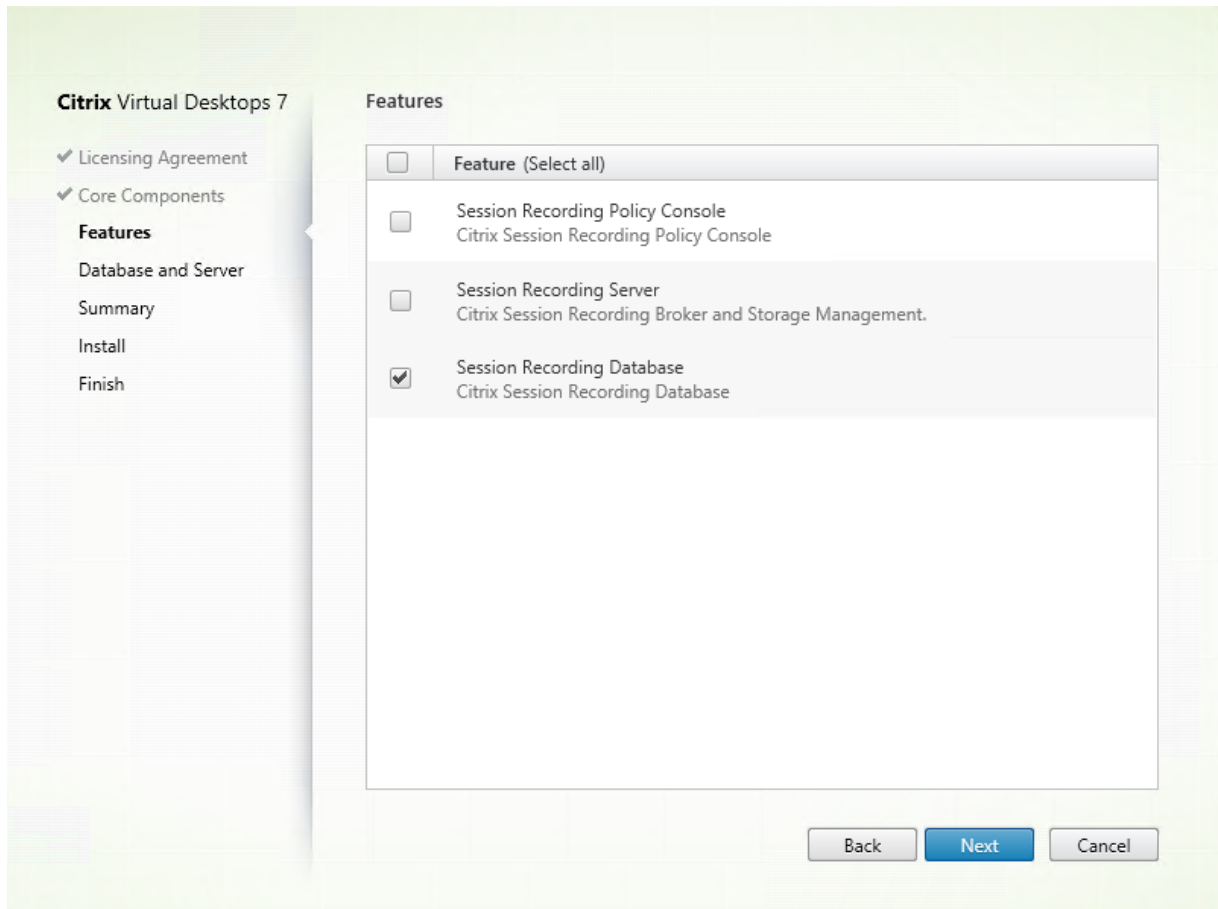 Citrix Virtual Desktops 7
Licensing Agreement
Core Components
Features
Database and Server
Summary
Install
Finish
Features
Feature (Select all)
Session Recording Policy Console
Citrix Session Recording Policy Console
Session Recording Server
Citrix Session Recording Broker and Storage Management.
Session Recording Database
Citrix Session Recording Database
Back
Next
Cancel